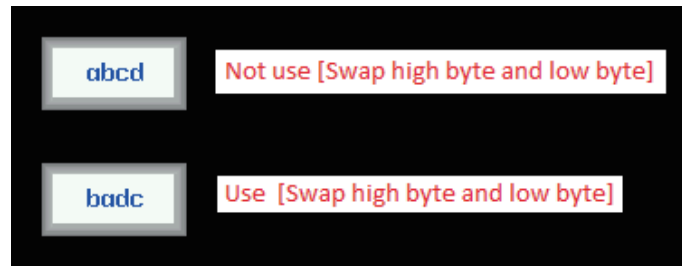 abcd Not use [Swap high byte and low byte]
badc Use [Swap high byte and low byte]